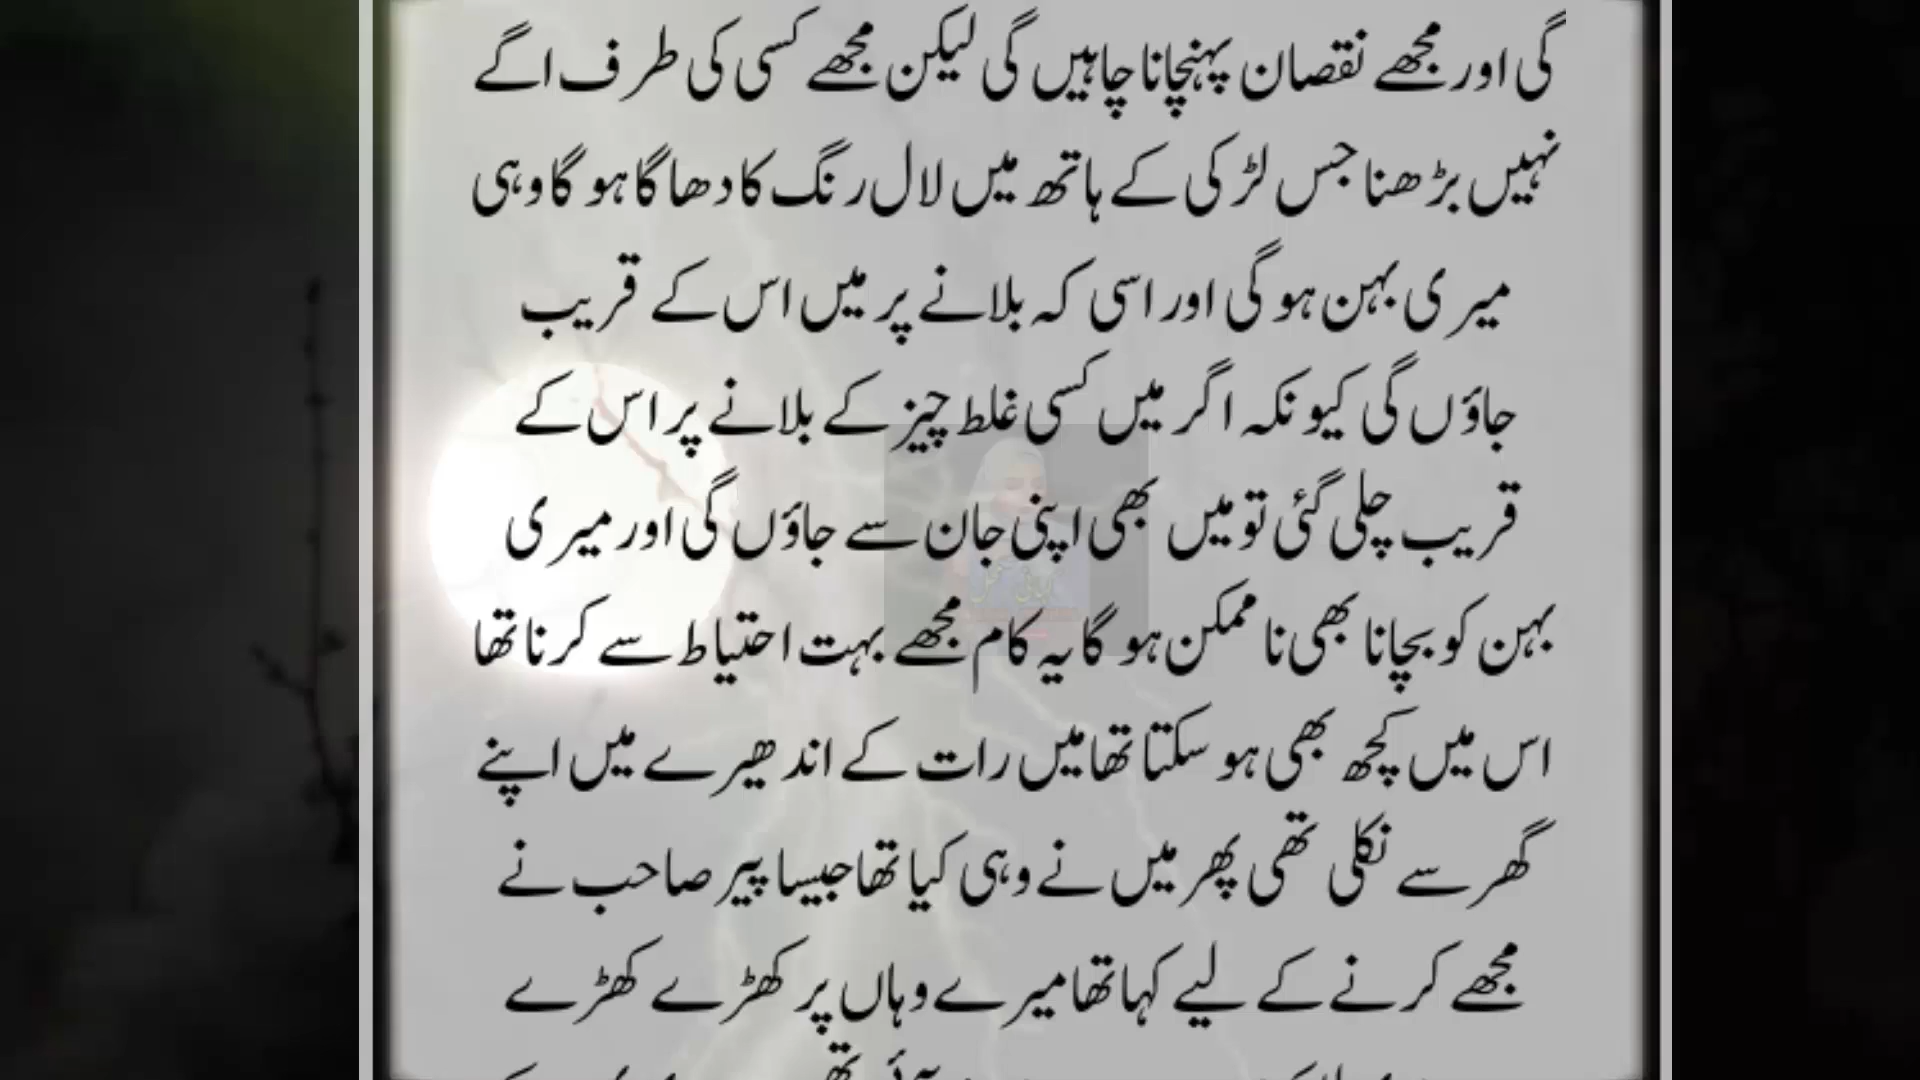 گی اور مجھے نقصان پہنچانا چاہیں گی لیکن مجھے کسی کی طرف اگے
نہیں بڑھنا جس لڑکی کے ہاتھ میں لال رنگ کا دھاگا ہو گا وہی
میری بہن ہو گی اور اسی کہ بلانے پر میں اس کے قریب
جاؤں گی کیونکہ اگر میں کسی غلط چیز کے بلانے پر اس کے
قریب چلی گئی تو میں بھی اپنی جان سے جاؤں گی اور میری
بہن کو بچانا بھی نا ممکن ہو گا یہ کام مجھے بہت احتیاط سے کرنا تھا
اس میں کچھ بھی ہو سکتا تھا میں رات کے اندھیرے میں اپنے
گھر سے نکلی تھی پھر میں نے وہی کیا تھا جیسا پیر صاحب نے
مجھے کرنے کے لیے کہا تھا میرے وہاں پر کھڑے کھڑے